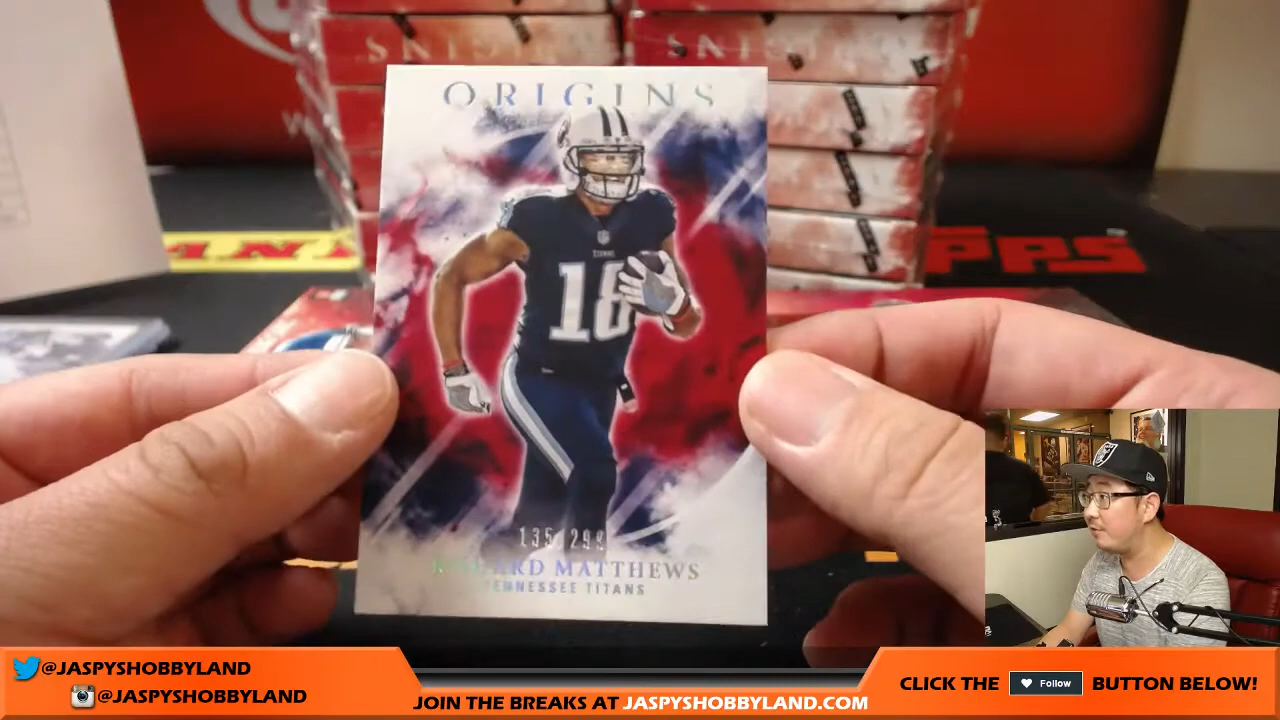 ORIGINS
18
135/299
RISHARD MATTHEWS
TENNESSEE TITANS
@JASPYSHOBBYLAND
@JASPYSHOBBYLAND
JOIN THE BREAKS AT JASPYSHOBBYLAND.COM
CLICK THE Follow BUTTON BELOW!